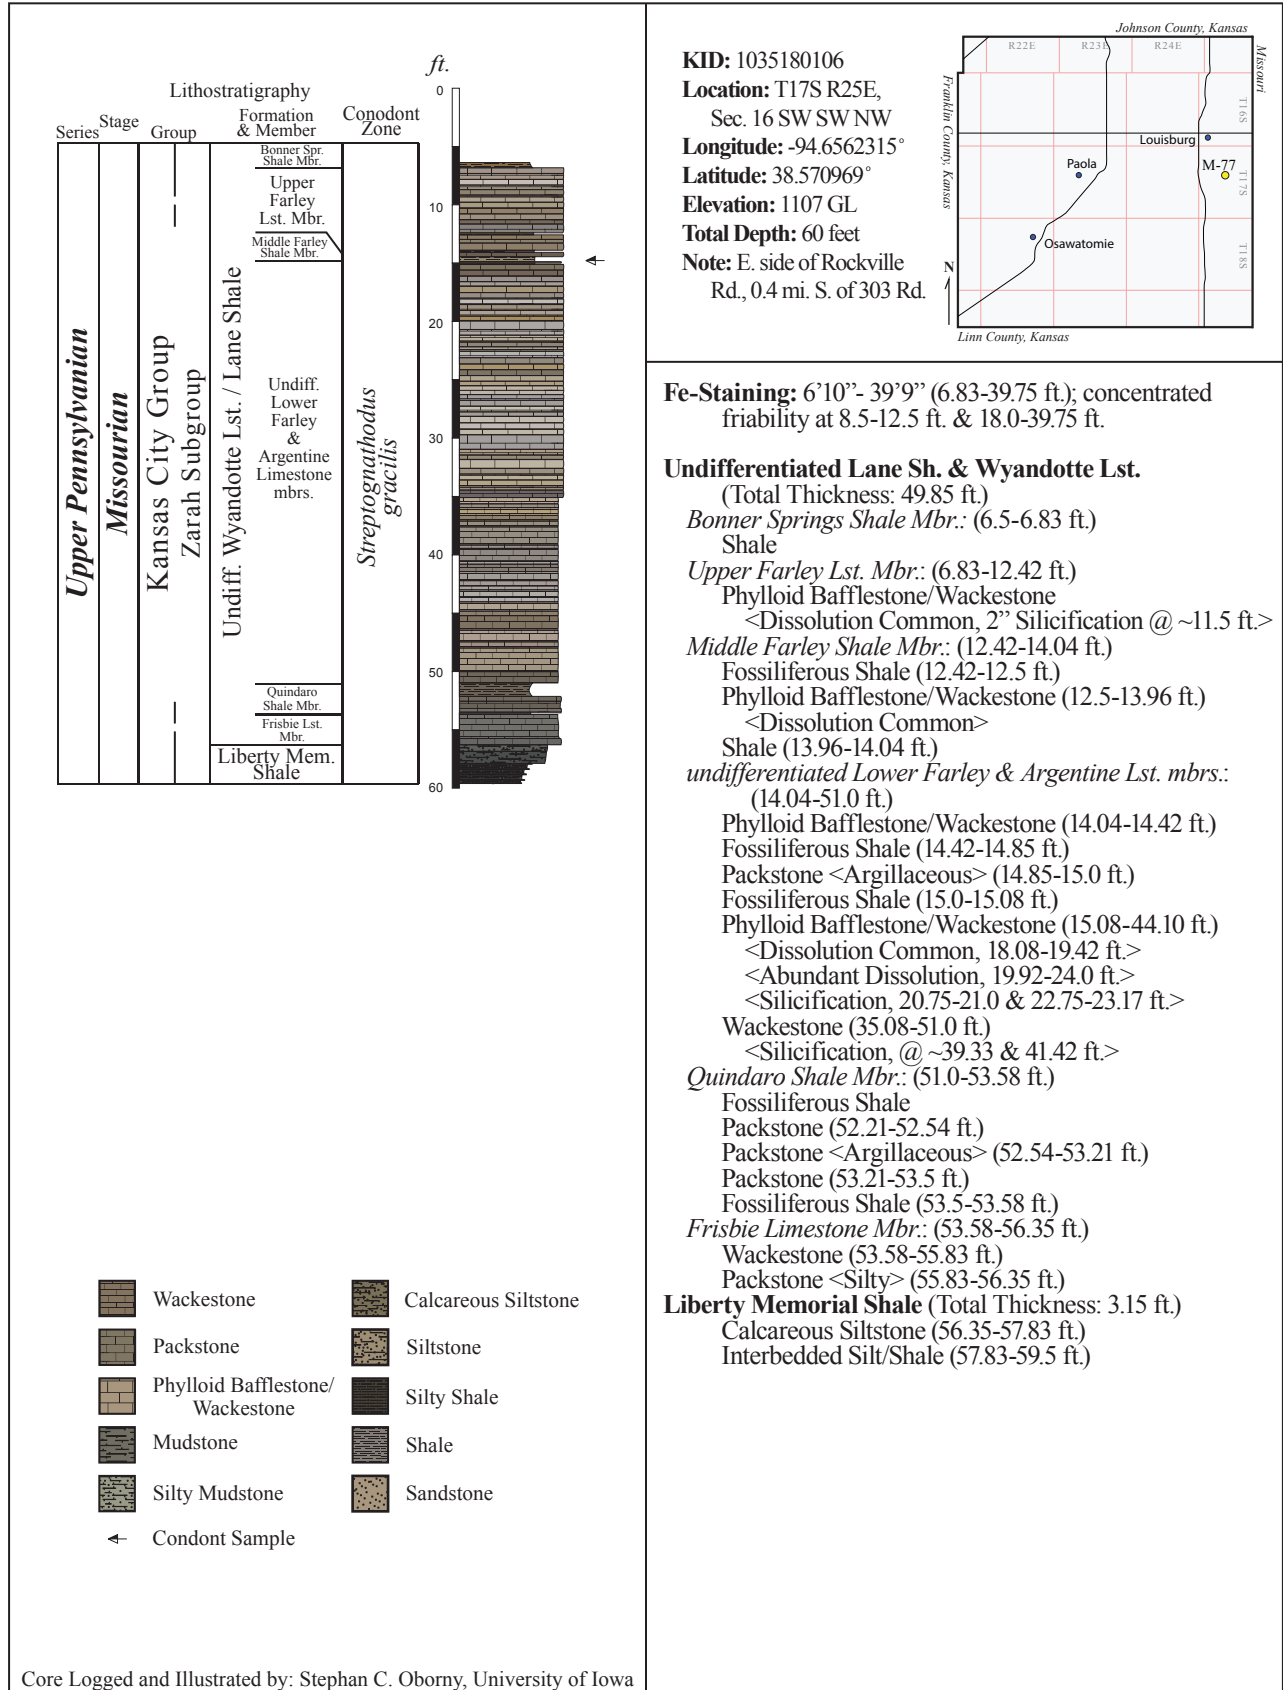 ft.
Lithostratigraphy
Series
Stage
Group
Formation
& Member
Conodont
Zone
Upper Pennsylvanian
Missourian
Kansas City Group
Zarah Subgroup
Undiff. Wyandotte Lst. / Lane Shale
Bonner Spr.
Shale Mbr.
Upper
Farley
Lst. Mbr.
Middle Farley
Shale Mbr.
Undiff.
Lower
Farley
&
Argentine
Limestone
mbrs.
Quindaro
Shale Mbr.
Frisbie Lst.
Mbr.
Liberty Mem.
Shale
Streptognathodus
gracilis
0
10
20
30
40
50
60
Wackestone
Packstone
Phylloid Bafflestone/
Wackestone
Mudstone
Silty Mudstone
Condont Sample
Calcareous Siltstone
Siltstone
Silty Shale
Shale
Sandstone
Core Logged and Illustrated by: Stephan C. Oborny, University of Iowa
KID: 1035180106
Location: T17S R25E,
Sec. 16 SW SW NW
Longitude: -94.6562315°
Latitude: 38.570969°
Elevation: 1107 GL
Total Depth: 60 feet
Note: E. side of Rockville
Rd., 0.4 mi. S. of 303 Rd.
Johnson County, Kansas
R22E
R23E
R24E
Missouri
Franklin County, Kansas
T16S
T17S
T18S
Louisburg
M-77
Paola
Osawatomie
N
Linn County, Kansas
Fe-Staining: 6’10”- 39’9” (6.83-39.75 ft.); concentrated
friability at 8.5-12.5 ft. & 18.0-39.75 ft.
Undifferentiated Lane Sh. & Wyandotte Lst.
(Total Thickness: 49.85 ft.)
Bonner Springs Shale Mbr.: (6.5-6.83 ft.)
Shale
Upper Farley Lst. Mbr.: (6.83-12.42 ft.)
Phylloid Bafflestone/Wackestone
<Dissolution Common, 2” Silicification @ ~11.5 ft.>
Middle Farley Shale Mbr.: (12.42-14.04 ft.)
Fossiliferous Shale (12.42-12.5 ft.)
Phylloid Bafflestone/Wackestone (12.5-13.96 ft.)
<Dissolution Common>
Shale (13.96-14.04 ft.)
undifferentiated Lower Farley & Argentine Lst. mbrs.:
(14.04-51.0 ft.)
Phylloid Bafflestone/Wackestone (14.04-14.42 ft.)
Fossiliferous Shale (14.42-14.85 ft.)
Packstone <Argillaceous> (14.85-15.0 ft.)
Fossiliferous Shale (15.0-15.08 ft.)
Phylloid Bafflestone/Wackestone (15.08-44.10 ft.)
<Dissolution Common, 18.08-19.42 ft.>
<Abundant Dissolution, 19.92-24.0 ft.>
<Silicification, 20.75-21.0 & 22.75-23.17 ft.>
Wackestone (35.08-51.0 ft.)
<Silicification, @ ~39.33 & 41.42 ft.>
Quindaro Shale Mbr.: (51.0-53.58 ft.)
Fossiliferous Shale
Packstone (52.21-52.54 ft.)
Packstone <Argillaceous> (52.54-53.21 ft.)
Packstone (53.21-53.5 ft.)
Fossiliferous Shale (53.5-53.58 ft.)
Frisbie Limestone Mbr.: (53.58-56.35 ft.)
Wackestone (53.58-55.83 ft.)
Packstone <Silty> (55.83-56.35 ft.)
Liberty Memorial Shale (Total Thickness: 3.15 ft.)
Calcareous Siltstone (56.35-57.83 ft.)
Interbedded Silt/Shale (57.83-59.5 ft.)